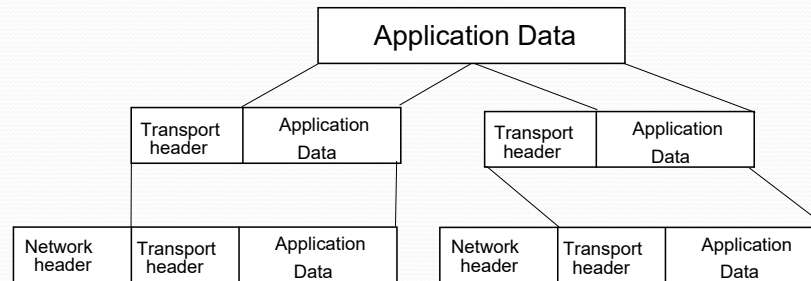 Application Data
Transport
header
Application
Data
Transport
header
Application
Data
Network
header
Transport
header
Application
Data
Network
header
Transport
header
Application
Data